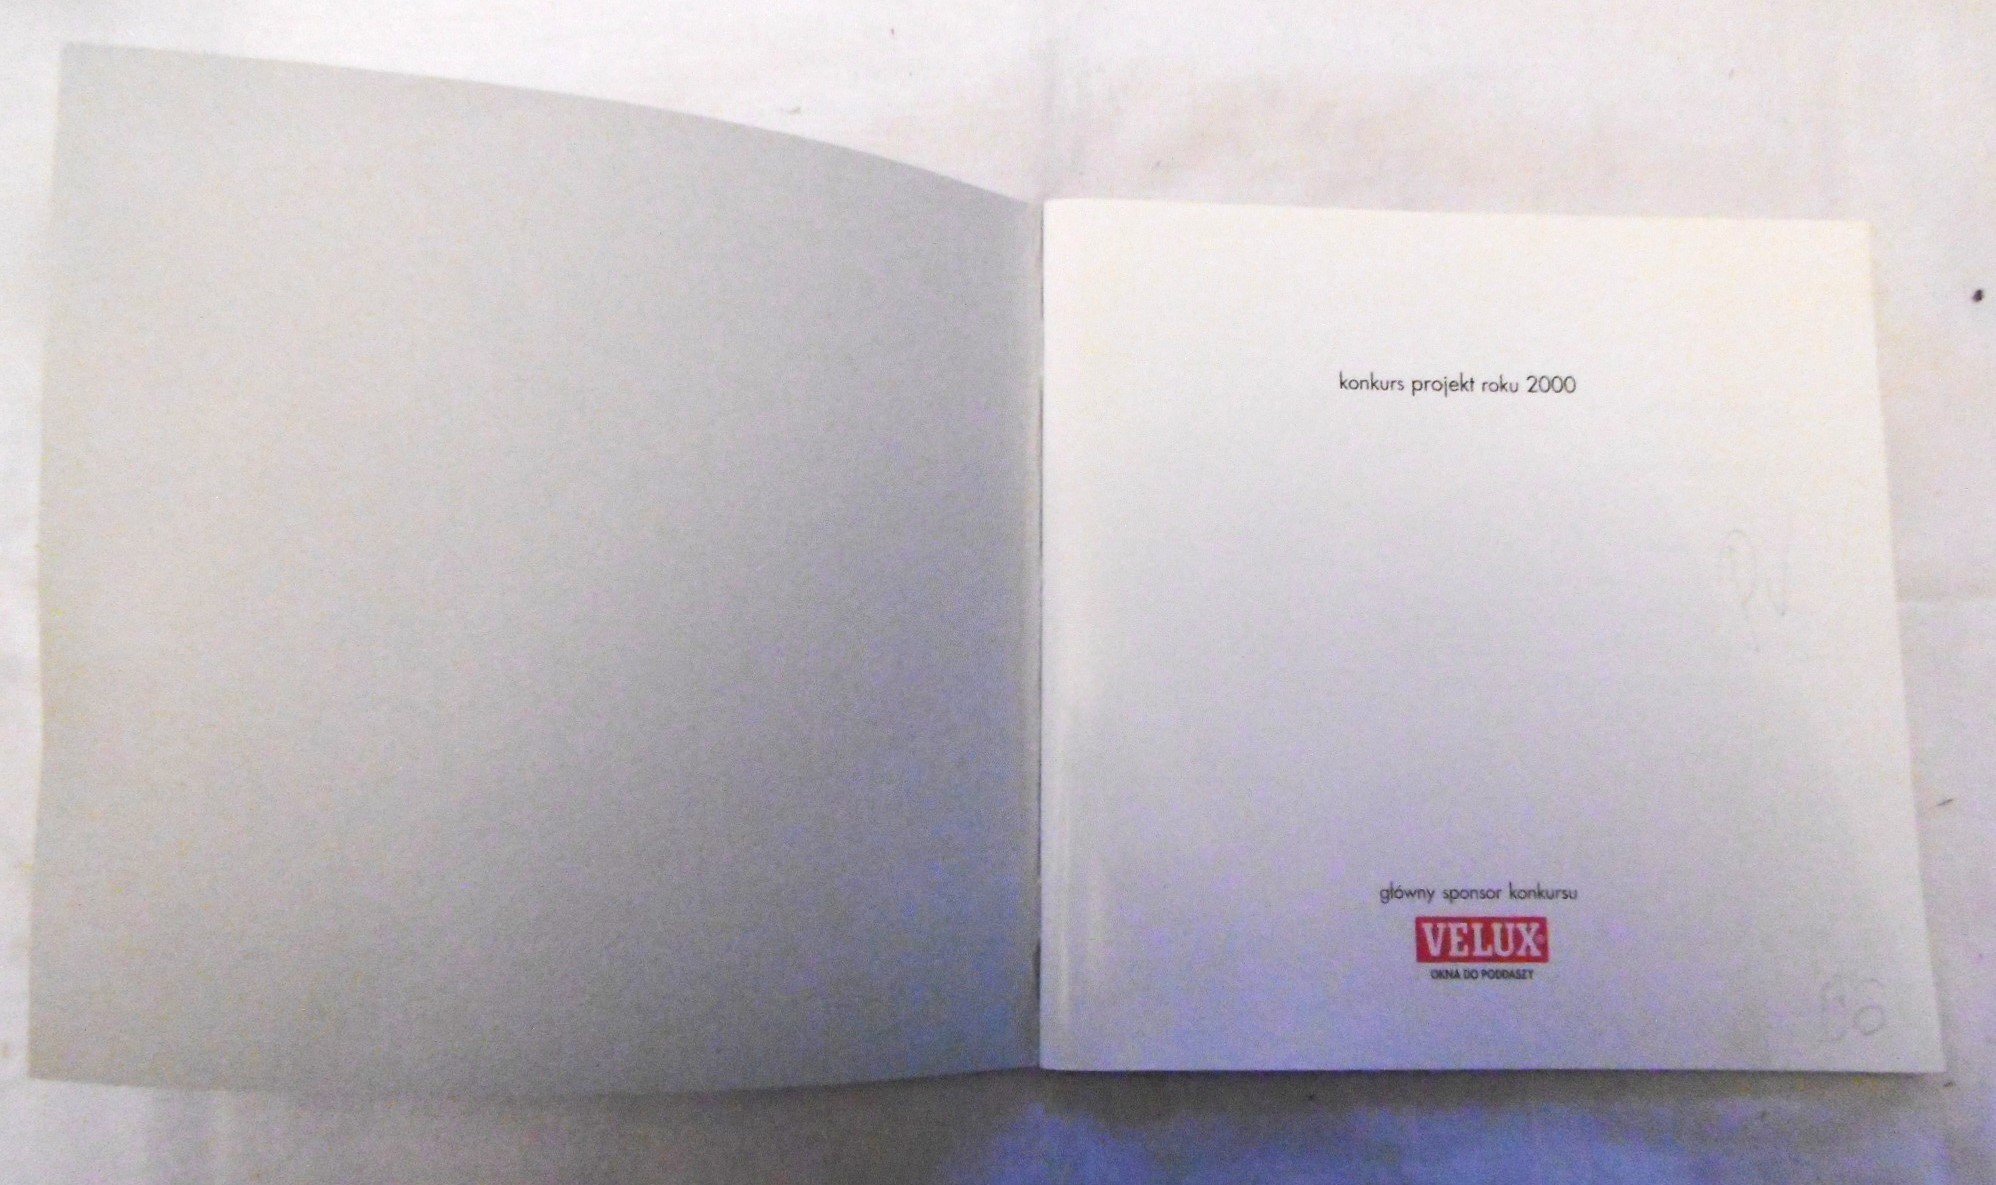 konkurs projekt roku 2000
główny sponsor konkursu
VELUX®
OKNA DO PODDASZY